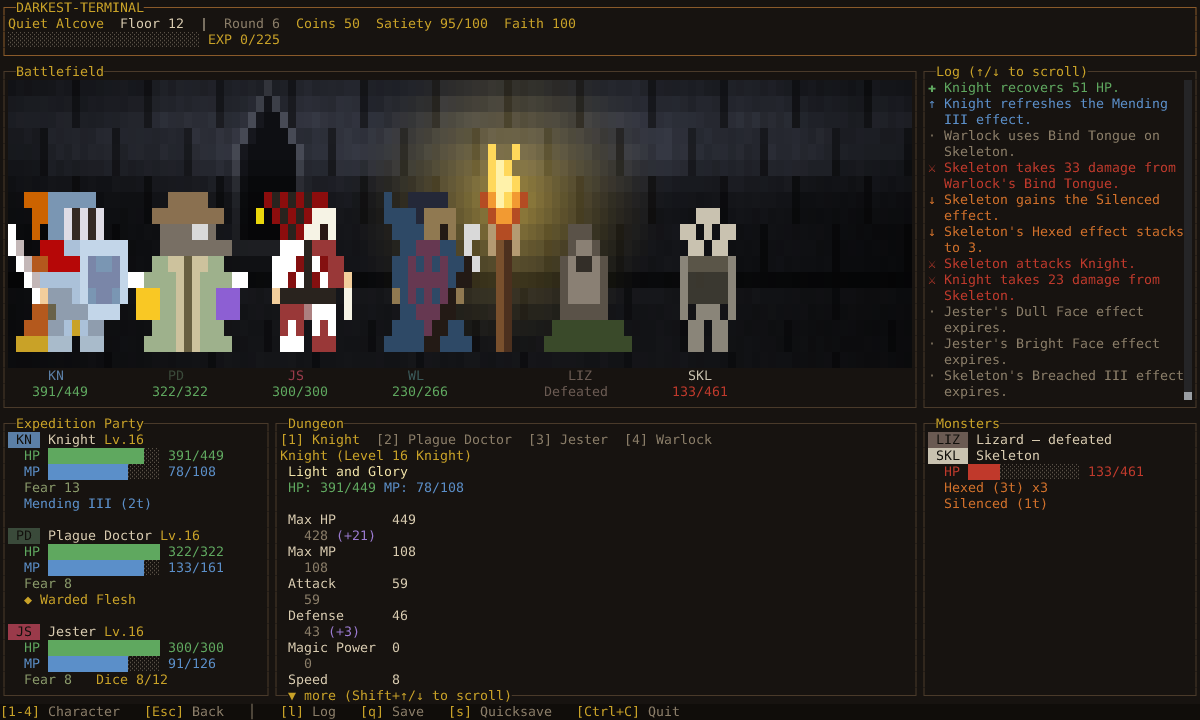 DARKEST-TERMINAL
Quiet Alcove  Floor 12  |  Round 6  Coins 50  Satiety 95/100  Faith 100
EXP 0/225
Battlefield
KN  PD  JS  WL  LIZ  SKL
391/449  322/322  300/300  230/266  Defeated  133/461
Log (↑/↓ to scroll)
✚ Knight recovers 51 HP.
↑ Knight refreshes the Mending
III effect.
· Warlock uses Bind Tongue on
Skeleton.
⚔ Skeleton takes 33 damage from
Warlock's Bind Tongue.
↓ Skeleton gains the Silenced
effect.
↓ Skeleton's Hexed effect stacks
to 3.
⚔ Skeleton attacks Knight.
⚔ Knight takes 23 damage from
Skeleton.
· Jester's Dull Face effect
expires.
· Jester's Bright Face effect
expires.
· Skeleton's Breached III effect
expires.
Expedition Party
KN Knight Lv.16
HP 391/449
MP 78/108
Fear 13
Mending III (2t)
PD Plague Doctor Lv.16
HP 322/322
MP 133/161
Fear 8
◆ Warded Flesh
JS Jester Lv.16
HP 300/300
MP 91/126
Fear 8  Dice 8/12
Dungeon
[1] Knight  [2] Plague Doctor  [3] Jester  [4] Warlock
Knight (Level 16 Knight)
Light and Glory
HP: 391/449 MP: 78/108
Max HP  449
428 (+21)
Max MP  108
108
Attack  59
59
Defense  46
43 (+3)
Magic Power  0
0
Speed  8
▼ more (Shift+↑/↓ to scroll)
Monsters
LIZ Lizard — defeated
SKL Skeleton
HP 133/461
Hexed (3t) x3
Silenced (1t)
[1-4] Character  [Esc] Back  |  [l] Log  [q] Save  [s] Quicksave  [Ctrl+C] Quit